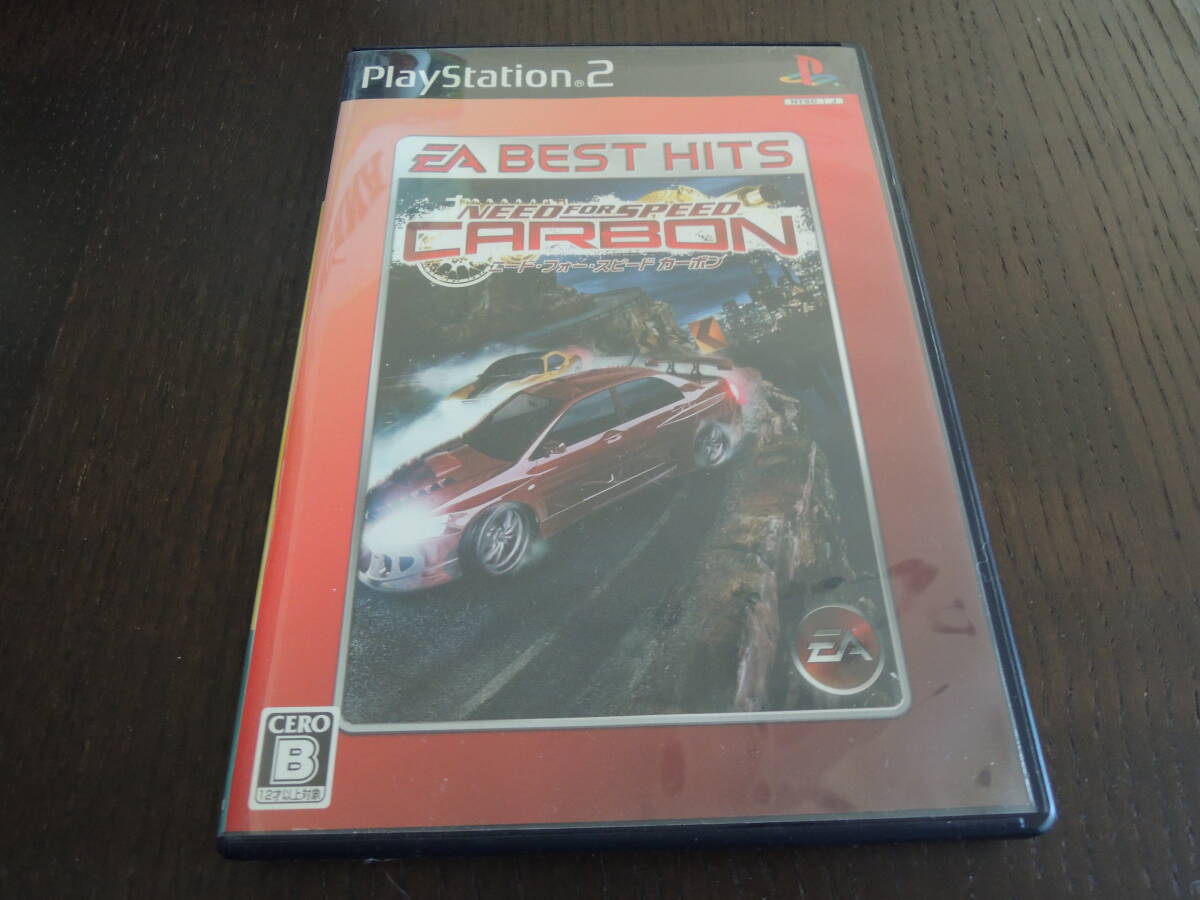 PlayStation®2
NTSC J
EA BEST HITS
NEED FOR SPEED
CARBON
ニード・フォー・スピード カーボン
EA
CERO
B
12才以上対象